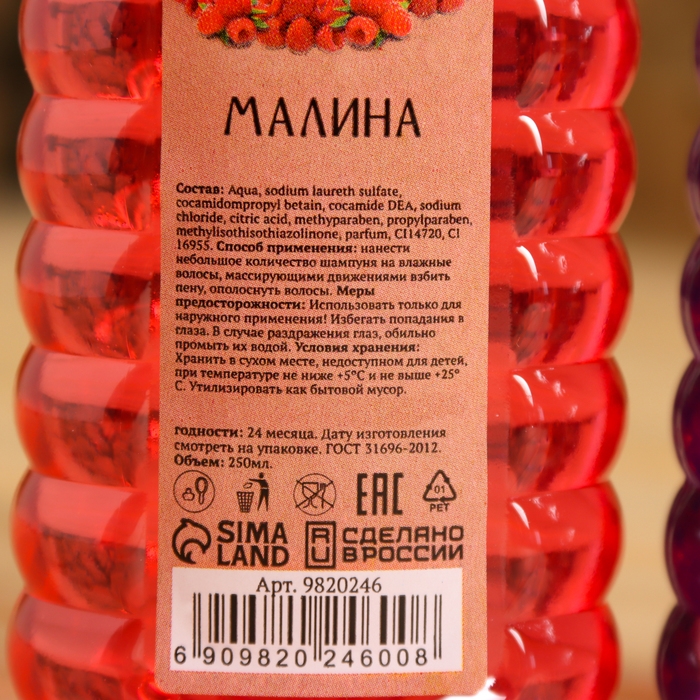 МАЛИНА
Состав: Aqua, sodium laureth sulfate,
cocamidompropyl betain, cocamide DEA, sodium
chloride, citric acid, methyparaben, propylparaben,
methylisothisothiazolinone, parfum, CI14720, CI
16955. Способ применения: нанести
небольшое количество шампуня на влажные
волосы, массирующими движениями взбить
пену, ополоснуть волосы. Меры
предосторожности: Использовать только для
наружного применения! Избегать попадания в
глаза. В случае раздражения глаз, обильно
промыть их водой. Условия хранения:
Хранить в сухом месте, недоступном для детей,
при температуре не ниже +5°С и не выше +25°
С. Утилизировать как бытовой мусор.
годности: 24 месяца. Дату изготовления
смотреть на упаковке. ГОСТ 31696-2012.
Объем: 250мл.
EAC
01
PET
SIMA
LAND
RU
СДЕЛАНО
В РОССИИ
Арт. 9820246
6 909820 246008